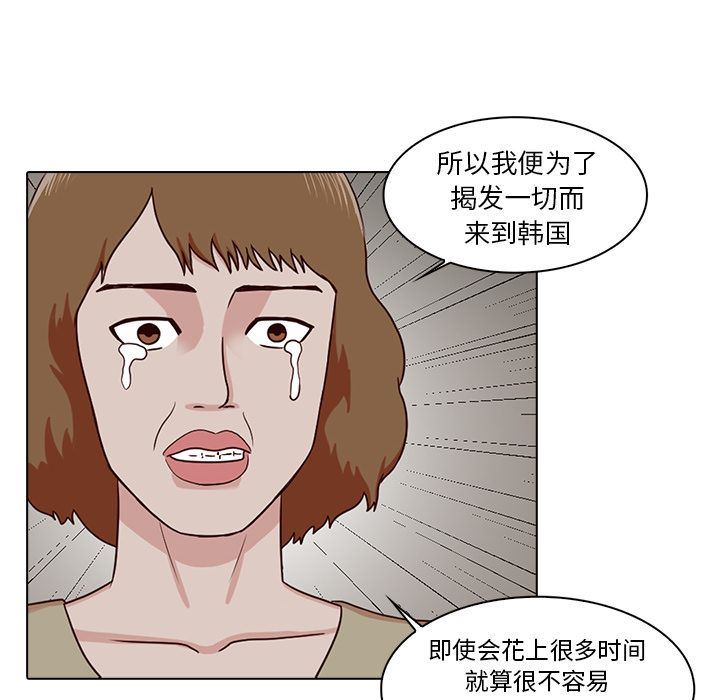 所以我便为了
揭发一切而
来到韩国
即使会花上很多时间
就算很不容易